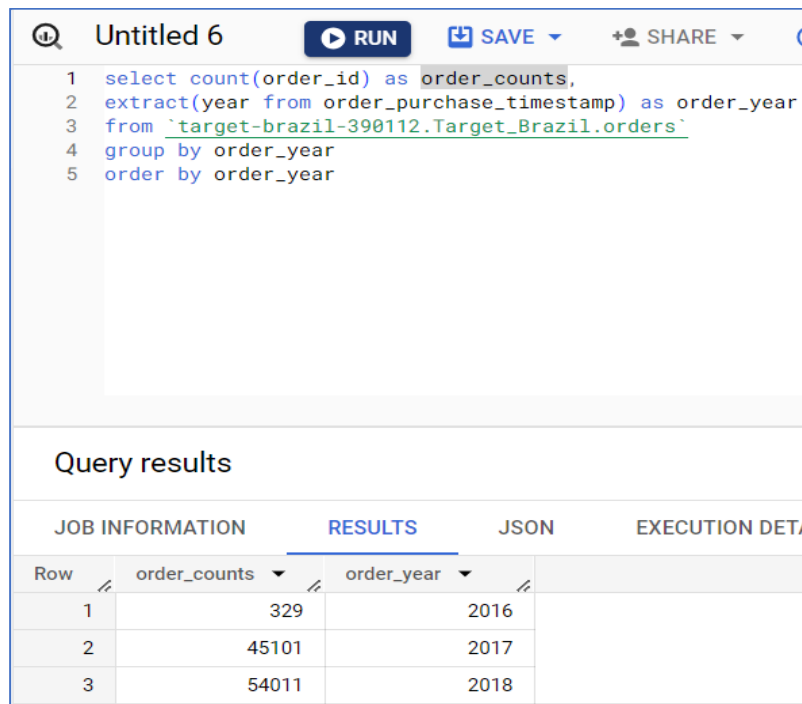 Untitled 6 RUN SAVE SHARE
1 select count(order_id) as order_counts,
2 extract(year from order_purchase_timestamp) as order_year
3 from `target-brazil-390112.Target_Brazil.orders`
4 group by order_year
5 order by order_year
Query results
JOB INFORMATION RESULTS JSON EXECUTION DETA
Row order_counts order_year
1 329 2016
2 45101 2017
3 54011 2018